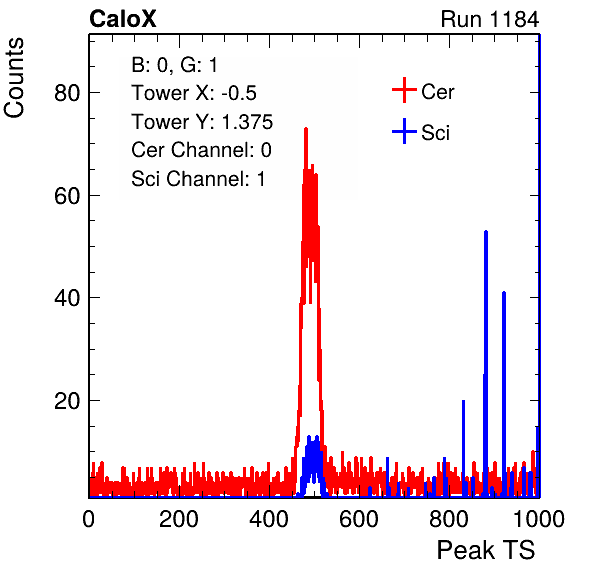 CaloX Run 1184
B: 0, G: 1
Tower X: -0.5
Tower Y: 1.375
Cer Channel: 0
Sci Channel: 1
Cer
Sci
Counts
80
60
40
20
0 200 400 600 800 1000
Peak TS